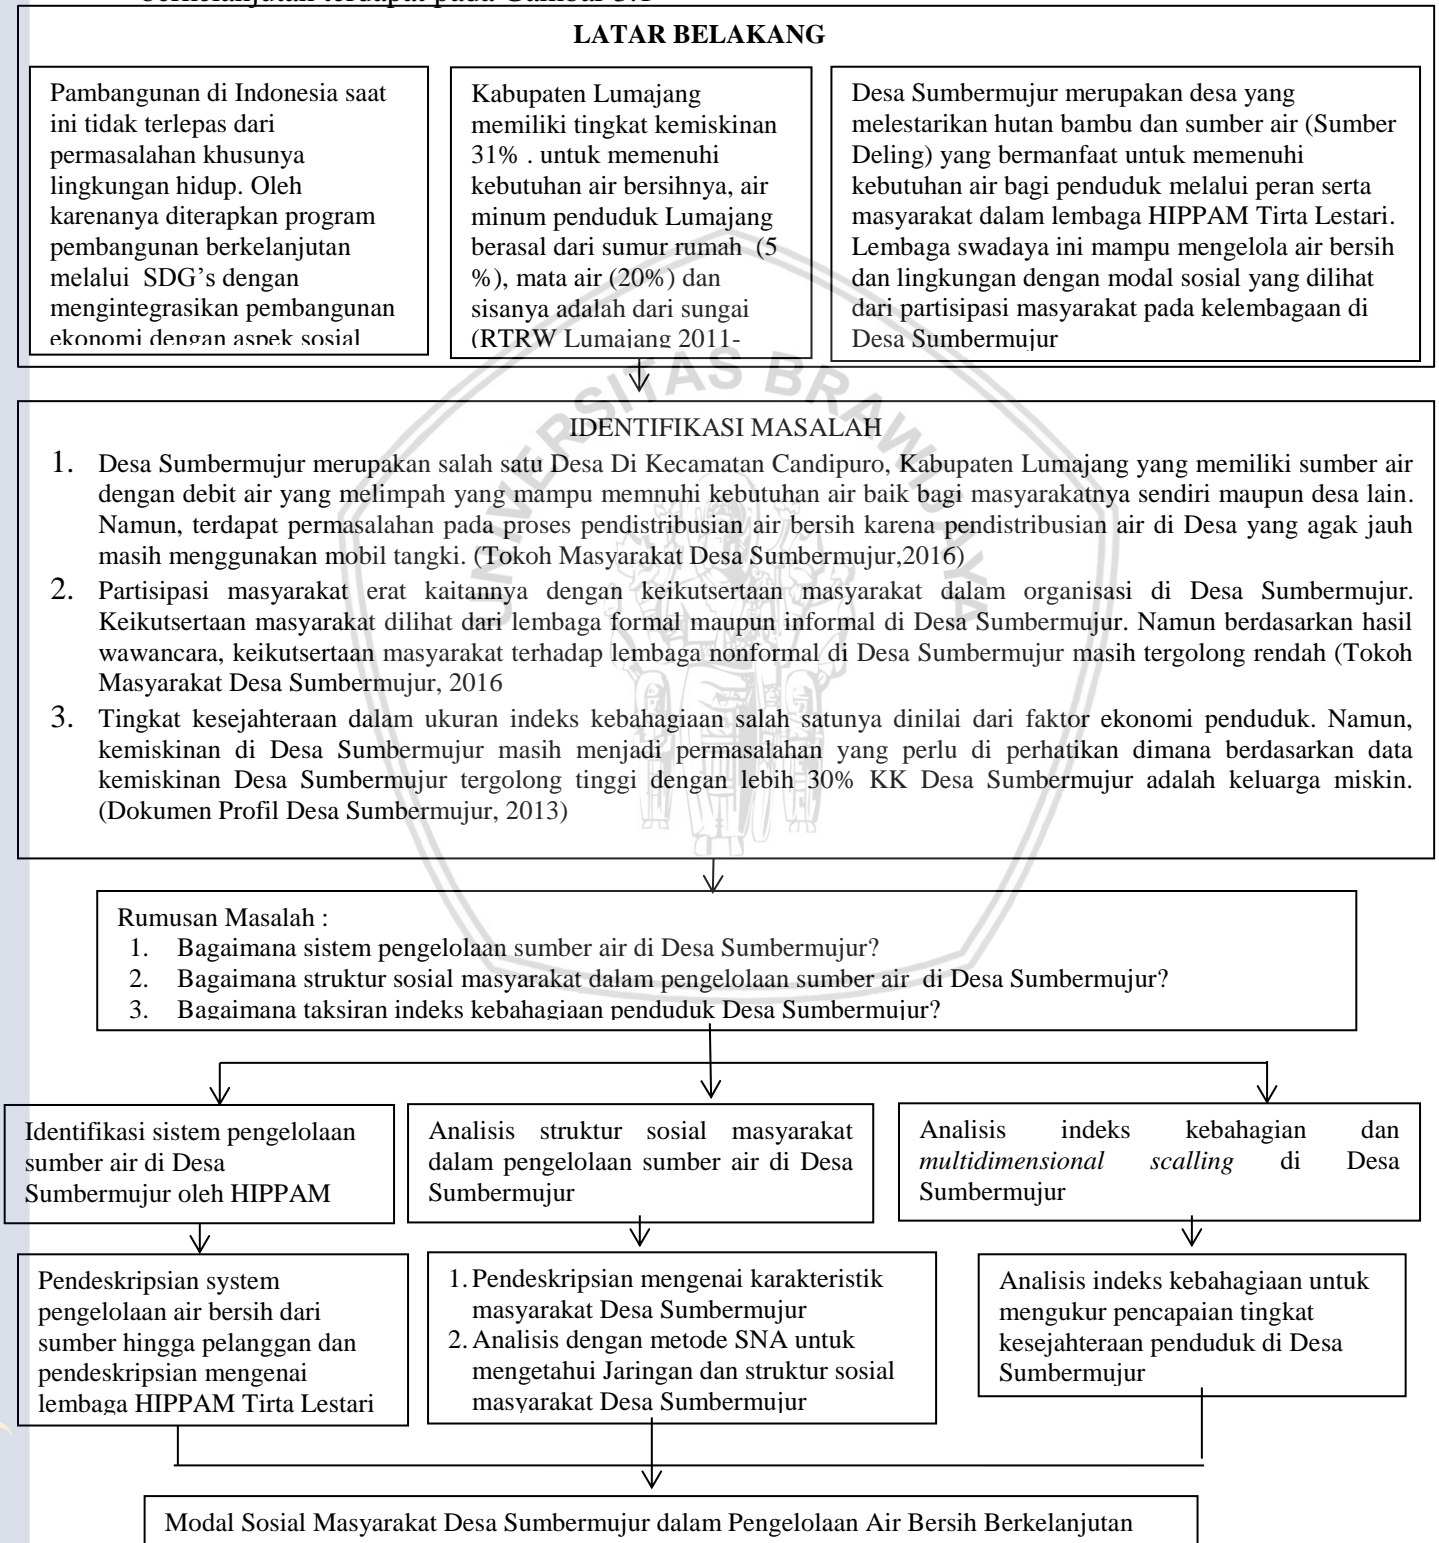 berkelanjutan terdapat pada Gambar 3.1
LATAR BELAKANG
Pambangunan di Indonesia saat
ini tidak terlepas dari
permasalahan khusunya
lingkungan hidup. Oleh
karenanya diterapkan program
pembangunan berkelanjutan
melalui SDG’s dengan
mengintegrasikan pembangunan
ekonomi dengan aspek sosial
Kabupaten Lumajang
memiliki tingkat kemiskinan
31% . untuk memenuhi
kebutuhan air bersihnya, air
minum penduduk Lumajang
berasal dari sumur rumah (5
%), mata air (20%) dan
sisanya adalah dari sungai
(RTRW Lumajang 2011-
Desa Sumbermujur merupakan desa yang
melestarikan hutan bambu dan sumber air (Sumber
Deling) yang bermanfaat untuk memenuhi
kebutuhan air bagi penduduk melalui peran serta
masyarakat dalam lembaga HIPPAM Tirta Lestari.
Lembaga swadaya ini mampu mengelola air bersih
dan lingkungan dengan modal sosial yang dilihat
dari partisipasi masyarakat pada kelembagaan di
Desa Sumbermujur
UNIVERSITAS BRAWIJAYA
IDENTIFIKASI MASALAH
1. Desa Sumbermujur merupakan salah satu Desa Di Kecamatan Candipuro, Kabupaten Lumajang yang memiliki sumber air
dengan debit air yang melimpah yang mampu memnuhi kebutuhan air baik bagi masyarakatnya sendiri maupun desa lain.
Namun, terdapat permasalahan pada proses pendistribusian air bersih karena pendistribusian air di Desa yang agak jauh
masih menggunakan mobil tangki. (Tokoh Masyarakat Desa Sumbermujur,2016)
2. Partisipasi masyarakat erat kaitannya dengan keikutsertaan masyarakat dalam organisasi di Desa Sumbermujur.
Keikutsertaan masyarakat dilihat dari lembaga formal maupun informal di Desa Sumbermujur. Namun berdasarkan hasil
wawancara, keikutsertaan masyarakat terhadap lembaga nonformal di Desa Sumbermujur masih tergolong rendah (Tokoh
Masyarakat Desa Sumbermujur, 2016
3. Tingkat kesejahteraan dalam ukuran indeks kebahagiaan salah satunya dinilai dari faktor ekonomi penduduk. Namun,
kemiskinan di Desa Sumbermujur masih menjadi permasalahan yang perlu di perhatikan dimana berdasarkan data
kemiskinan Desa Sumbermujur tergolong tinggi dengan lebih 30% KK Desa Sumbermujur adalah keluarga miskin.
(Dokumen Profil Desa Sumbermujur, 2013)
Rumusan Masalah :
1. Bagaimana sistem pengelolaan sumber air di Desa Sumbermujur?
2. Bagaimana struktur sosial masyarakat dalam pengelolaan sumber air di Desa Sumbermujur?
3. Bagaimana taksiran indeks kebahagiaan penduduk Desa Sumbermujur?
Identifikasi sistem pengelolaan
sumber air di Desa
Sumbermujur oleh HIPPAM
Analisis struktur sosial masyarakat
dalam pengelolaan sumber air di Desa
Sumbermujur
Analisis indeks kebahagian dan
multidimensional scalling di Desa
Sumbermujur
Pendeskripsian system
pengelolaan air bersih dari
sumber hingga pelanggan dan
pendeskripsian mengenai
lembaga HIPPAM Tirta Lestari
1. Pendeskripsian mengenai karakteristik
masyarakat Desa Sumbermujur
2. Analisis dengan metode SNA untuk
mengetahui Jaringan dan struktur sosial
masyarakat Desa Sumbermujur
Analisis indeks kebahagiaan untuk
mengukur pencapaian tingkat
kesejahteraan penduduk di Desa
Sumbermujur
Modal Sosial Masyarakat Desa Sumbermujur dalam Pengelolaan Air Bersih Berkelanjutan